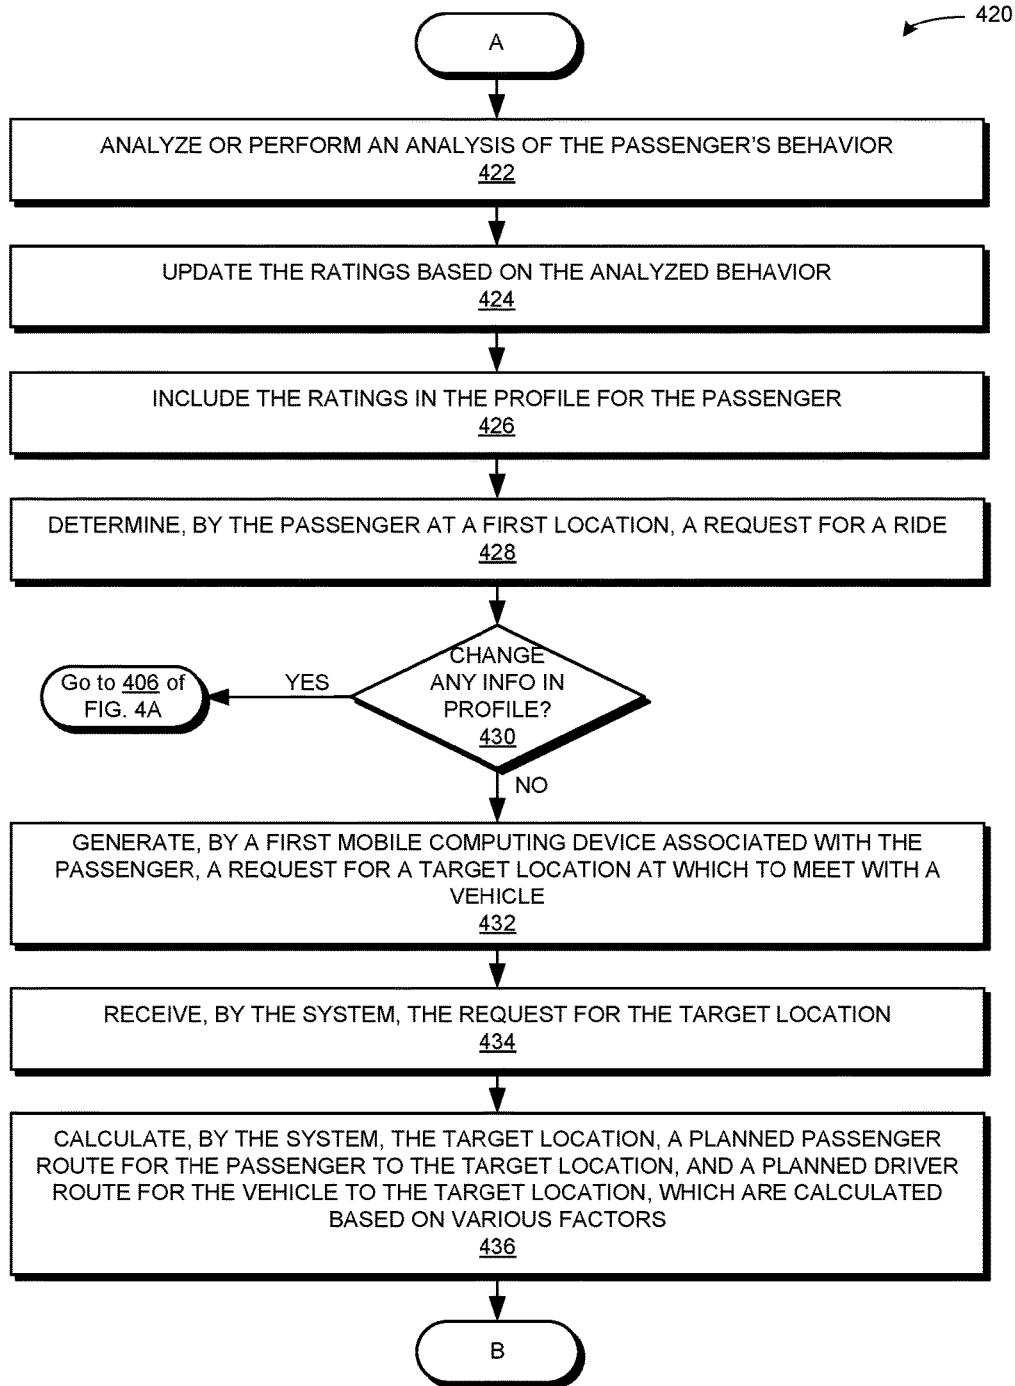 420
A
ANALYZE OR PERFORM AN ANALYSIS OF THE PASSENGER'S BEHAVIOR
422
UPDATE THE RATINGS BASED ON THE ANALYZED BEHAVIOR
424
INCLUDE THE RATINGS IN THE PROFILE FOR THE PASSENGER
426
DETERMINE, BY THE PASSENGER AT A FIRST LOCATION, A REQUEST FOR A RIDE
428
CHANGE
ANY INFO IN
PROFILE?
430
YES
Go to 406 of
FIG. 4A
NO
GENERATE, BY A FIRST MOBILE COMPUTING DEVICE ASSOCIATED WITH THE
PASSENGER, A REQUEST FOR A TARGET LOCATION AT WHICH TO MEET WITH A
VEHICLE
432
RECEIVE, BY THE SYSTEM, THE REQUEST FOR THE TARGET LOCATION
434
CALCULATE, BY THE SYSTEM, THE TARGET LOCATION, A PLANNED PASSENGER
ROUTE FOR THE PASSENGER TO THE TARGET LOCATION, AND A PLANNED DRIVER
ROUTE FOR THE VEHICLE TO THE TARGET LOCATION, WHICH ARE CALCULATED
BASED ON VARIOUS FACTORS
436
B